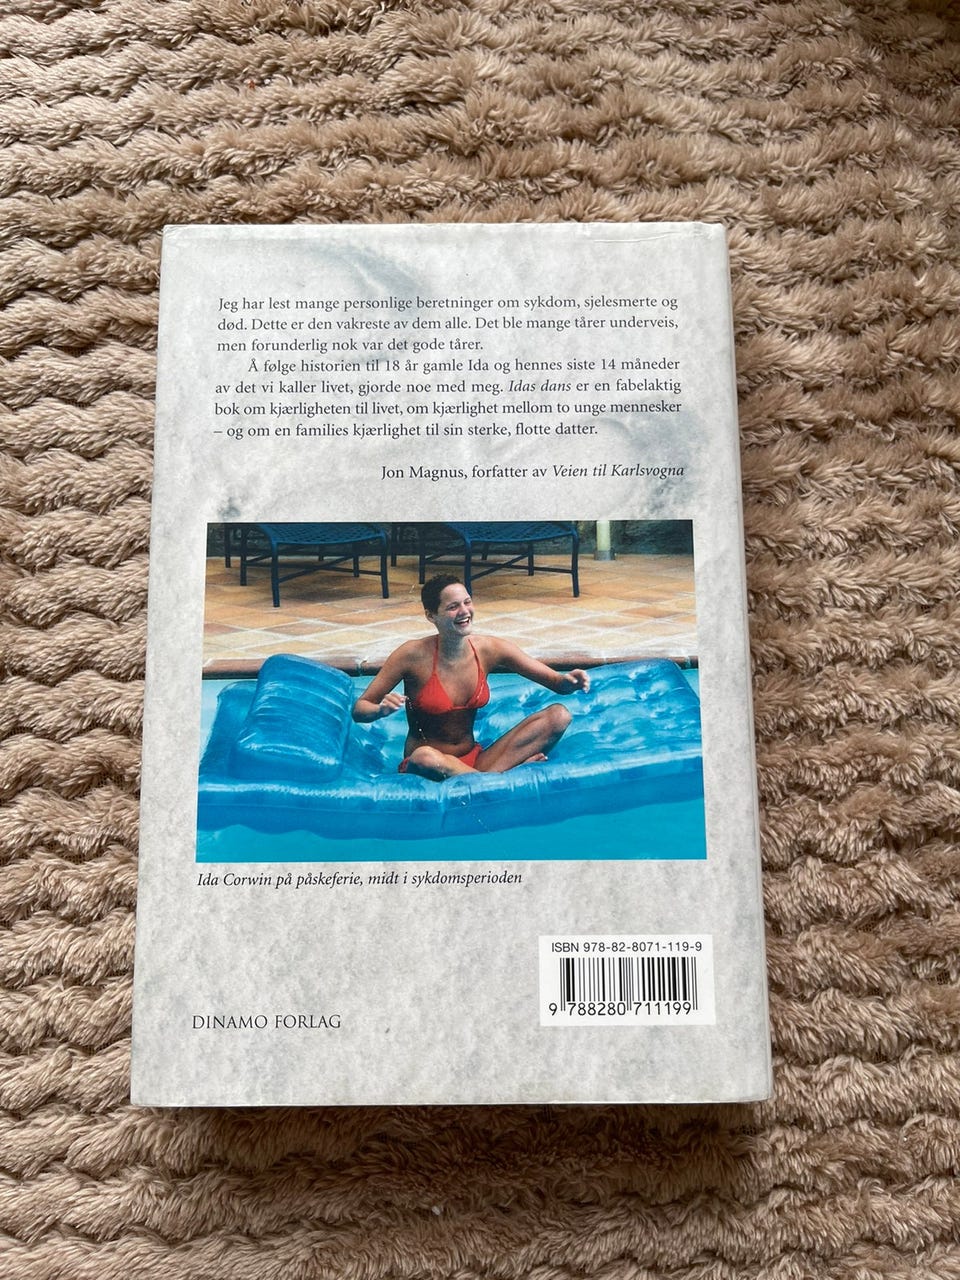 Jeg har lest mange personlige beretninger om sykdom, sjelesmerte og
død. Dette er den vakreste av dem alle. Det ble mange tårer underveis,
men forunderlig nok var det gode tårer.
Å følge historien til 18 år gamle Ida og hennes siste 14 måneder
av det vi kaller livet, gjorde noe med meg. Idas dans er en fabelaktig
bok om kjærligheten til livet, om kjærlighet mellom to unge mennesker
– og om en families kjærlighet til sin sterke, flotte datter.
Jon Magnus, forfatter av Veien til Karlsvogna
Ida Corwin på påskeferie, midt i sykdomsperioden
ISBN 978-82-8071-119-9
9 788280 711199
DINAMO FORLAG